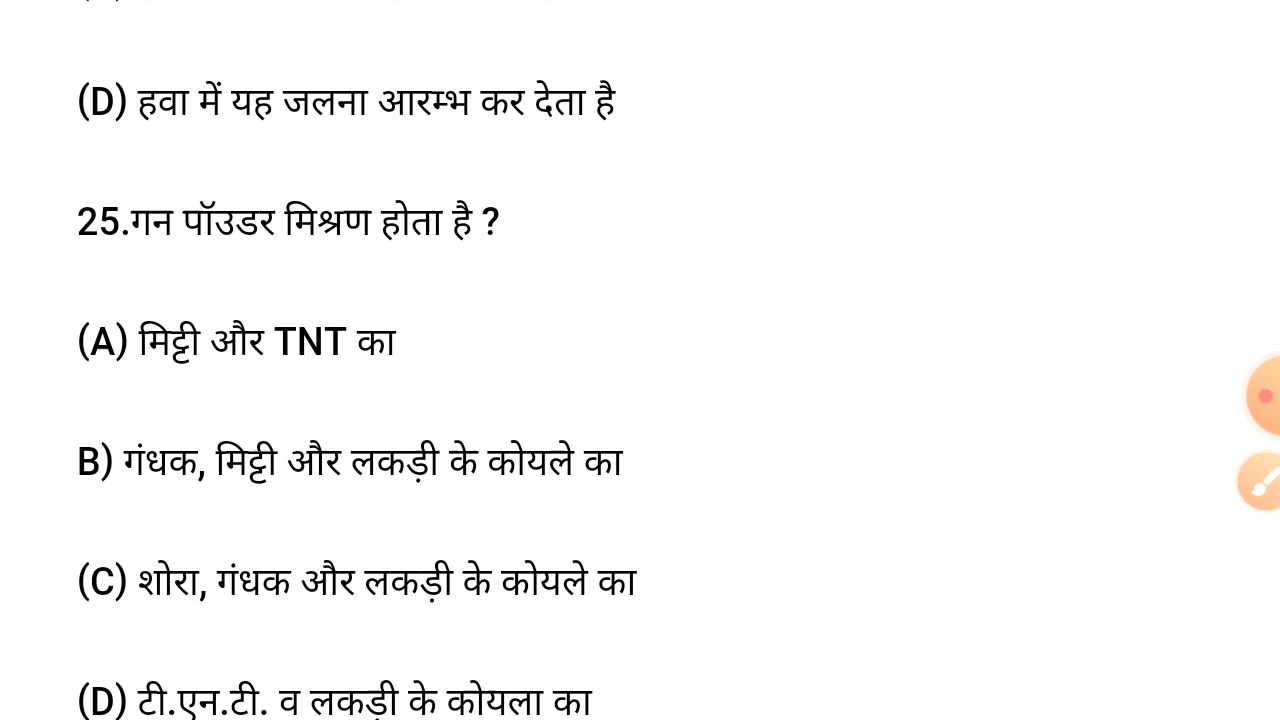 (D) हवा में यह जलना आरम्भ कर देता है
25.गन पॉउडर मिश्रण होता है ?
(A) मिट्टी और TNT का
B) गंधक, मिट्टी और लकड़ी के कोयले का
(C) शोरा, गंधक और लकड़ी के कोयले का
(D) टी.एन.टी. व लकड़ी के कोयला का